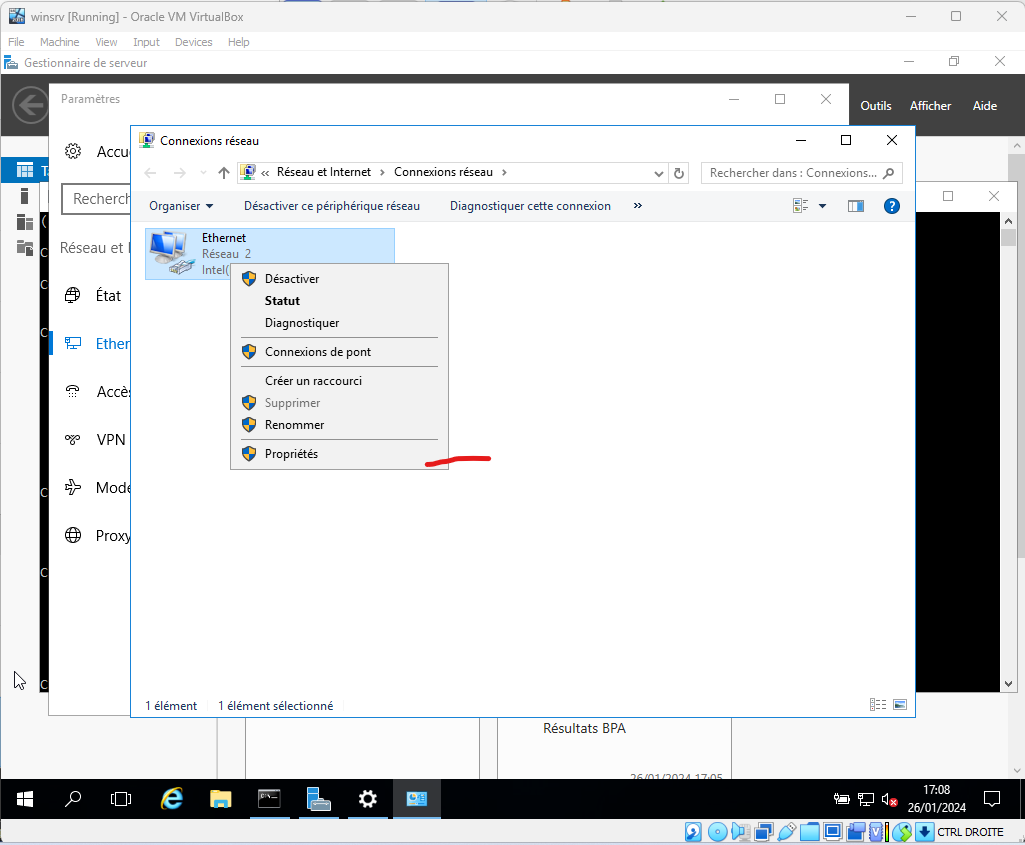 winsrv [Running] - Oracle VM VirtualBox
File Machine View Input Devices Help
Gestionnaire de serveur
Outils Afficher Aide
Paramètres
Connexions réseau
« Réseau et Internet > Connexions réseau >
Rechercher dans : Connexions...
Organiser Désactiver ce périphérique réseau Diagnostiquer cette connexion »
Ethernet
Réseau 2
Intel(
Désactiver
Statut
Diagnostiquer
Connexions de pont
Créer un raccourci
Supprimer
Renommer
Propriétés
Accu
Recherch
Réseau et I
État
Ether
Accès
VPN
Mode
Proxy
1 élément 1 élément sélectionné
Résultats BPA
26/01/2024 17:05
17:08
26/01/2024
CTRL DROITE